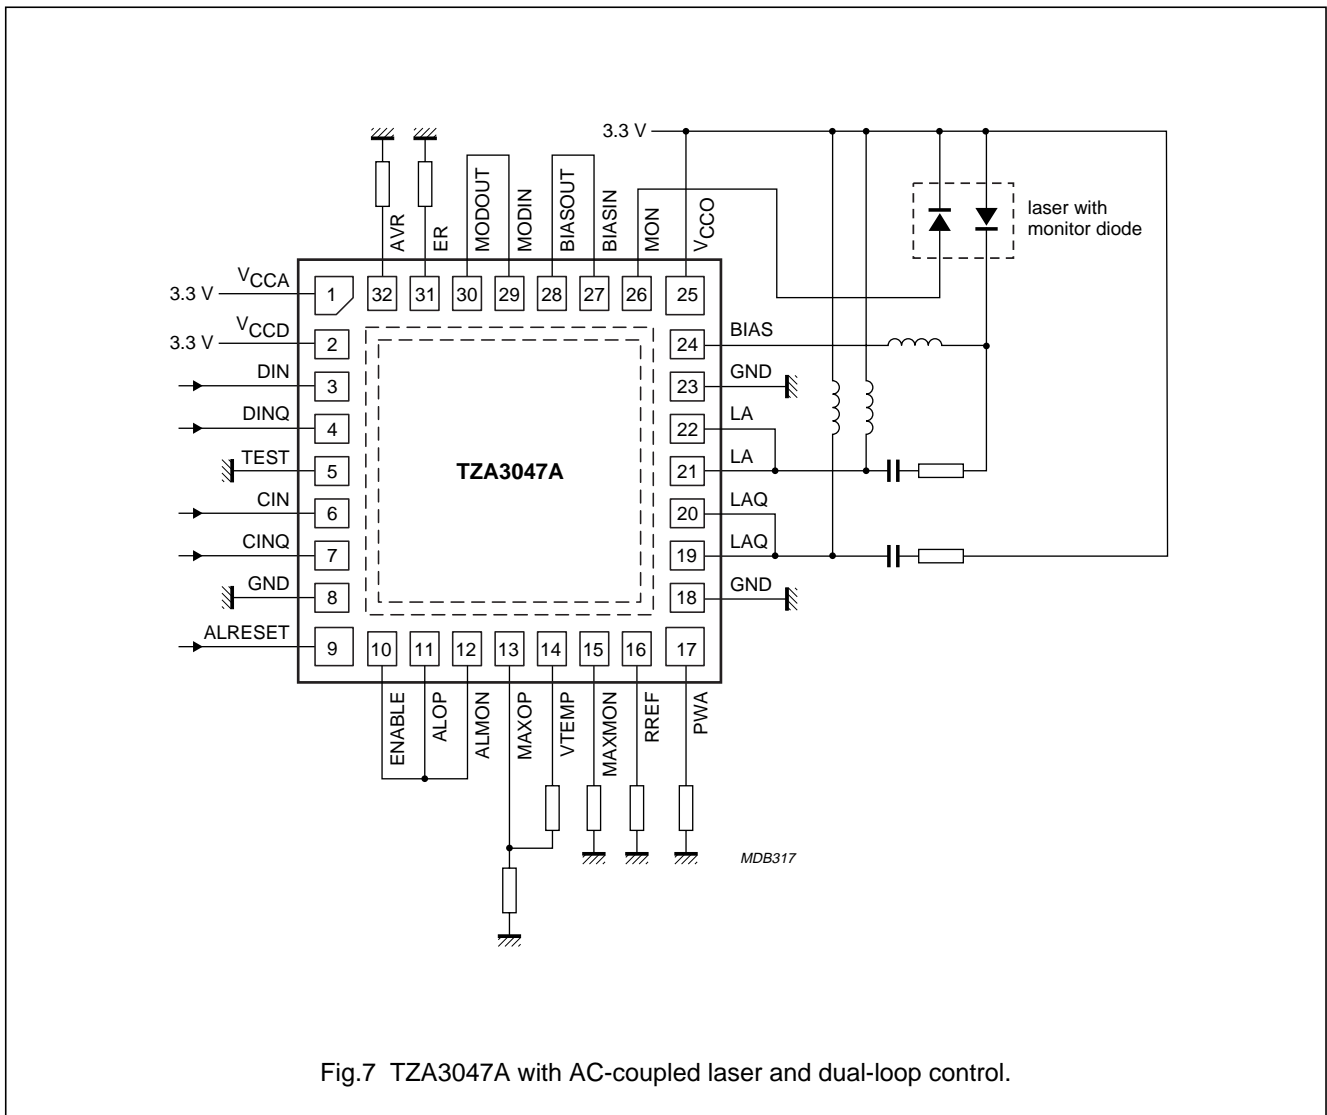 3.3 V
AVR
ER
MODOUT
MODIN
BIASOUT
BIASIN
MON
VCCO
laser with
monitor diode
3.3 V
VCCA
1
32
31
30
29
28
27
26
25
3.3 V
VCCD
2
24
BIAS
DIN
3
23
GND
DINQ
4
22
LA
TEST
5
TZA3047A
21
LA
CIN
6
20
LAQ
CINQ
7
19
LAQ
GND
8
18
GND
ALRESET
9
10
11
12
13
14
15
16
17
ENABLE
ALOP
ALMON
MAXOP
VTEMP
MAXMON
RREF
PWA
MDB317
Fig.7 TZA3047A with AC-coupled laser and dual-loop control.